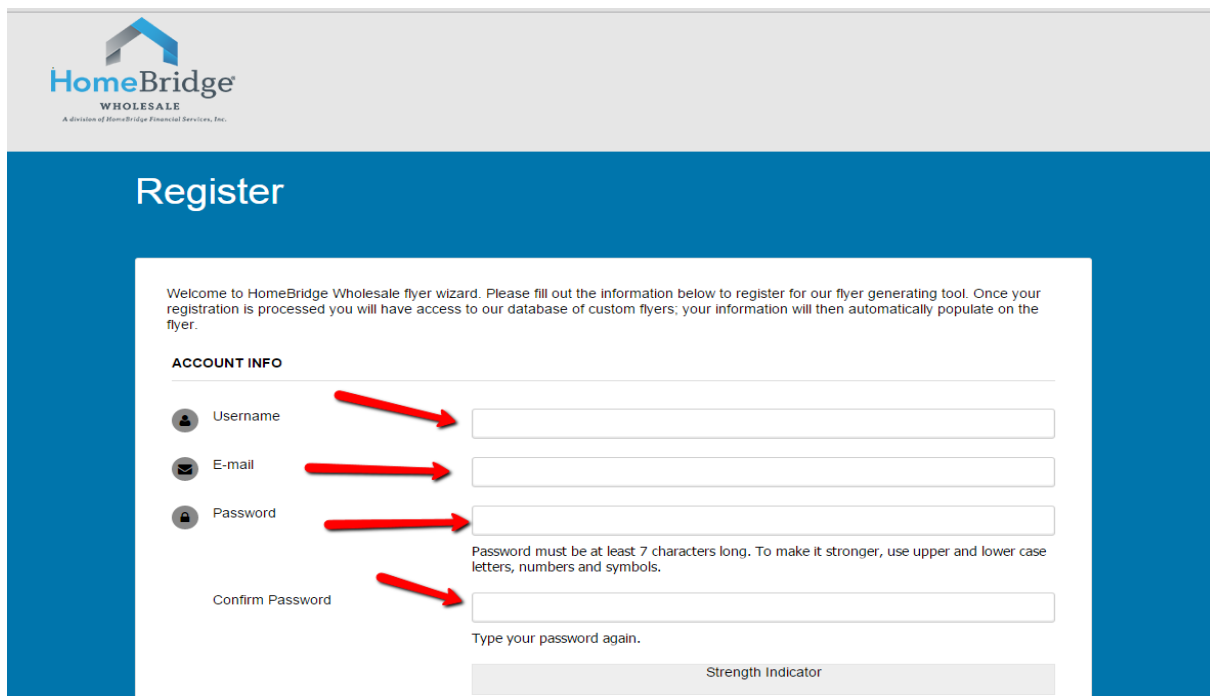 HomeBridge®
WHOLESALE
A division of HomeBridge Financial Services, Inc.
Register
Welcome to HomeBridge Wholesale flyer wizard. Please fill out the information below to register for our flyer generating tool. Once your
registration is processed you will have access to our database of custom flyers; your information will then automatically populate on the
flyer.
ACCOUNT INFO
Username
E-mail
Password
Password must be at least 7 characters long. To make it stronger, use upper and lower case
letters, numbers and symbols.
Confirm Password
Type your password again.
Strength Indicator